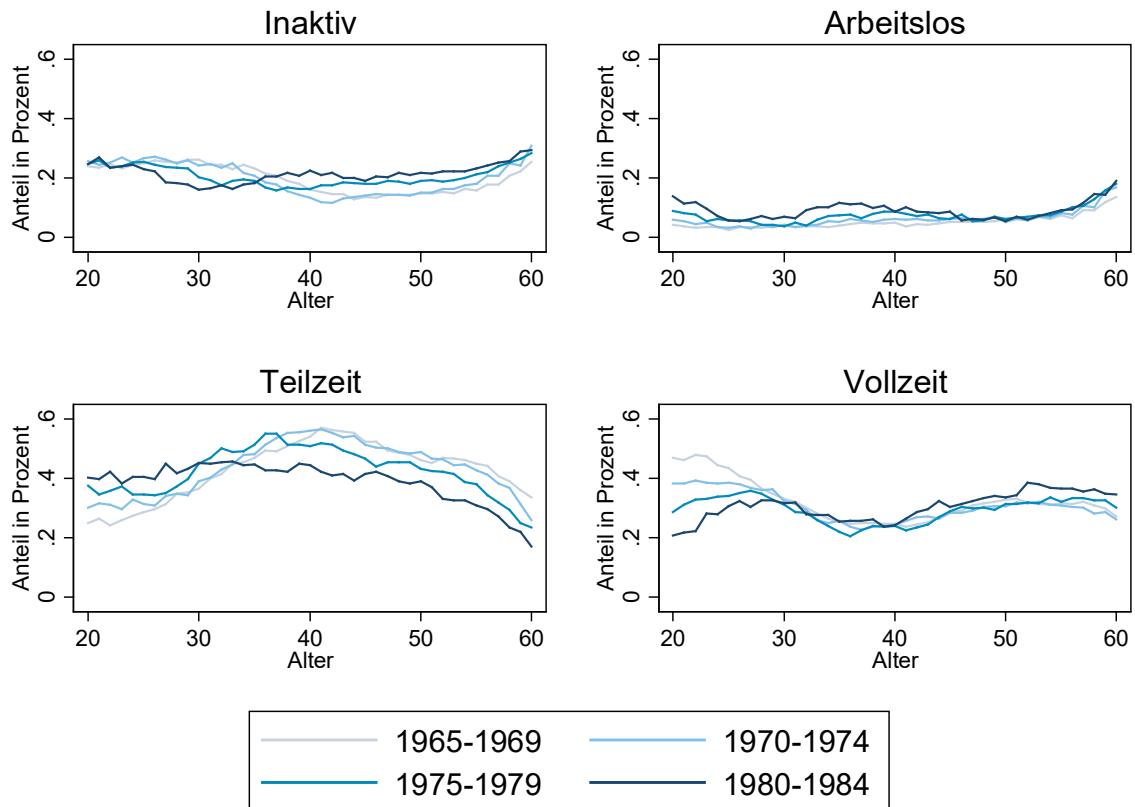 Inaktiv
Anteil in Prozent
0 .2 .4 .6
20 30 40 50 60
Alter
Arbeitslos
Anteil in Prozent
0 .2 .4 .6
20 30 40 50 60
Alter
Teilzeit
Anteil in Prozent
0 .2 .4 .6
20 30 40 50 60
Alter
Vollzeit
Anteil in Prozent
0 .2 .4 .6
20 30 40 50 60
Alter
1965-1969 1970-1974
1975-1979 1980-1984